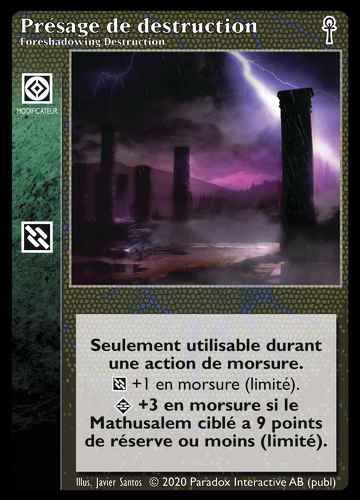 Présage de destruction
Foreshadowing Destruction
MODIFICATEUR
Seulement utilisable durant
une action de morsure.
+1 en morsure (limité).
+3 en morsure si le
Mathusalem ciblé a 9 points
de réserve ou moins (limité).
Illus. Javier Santos © 2020 Paradox Interactive AB (publ)